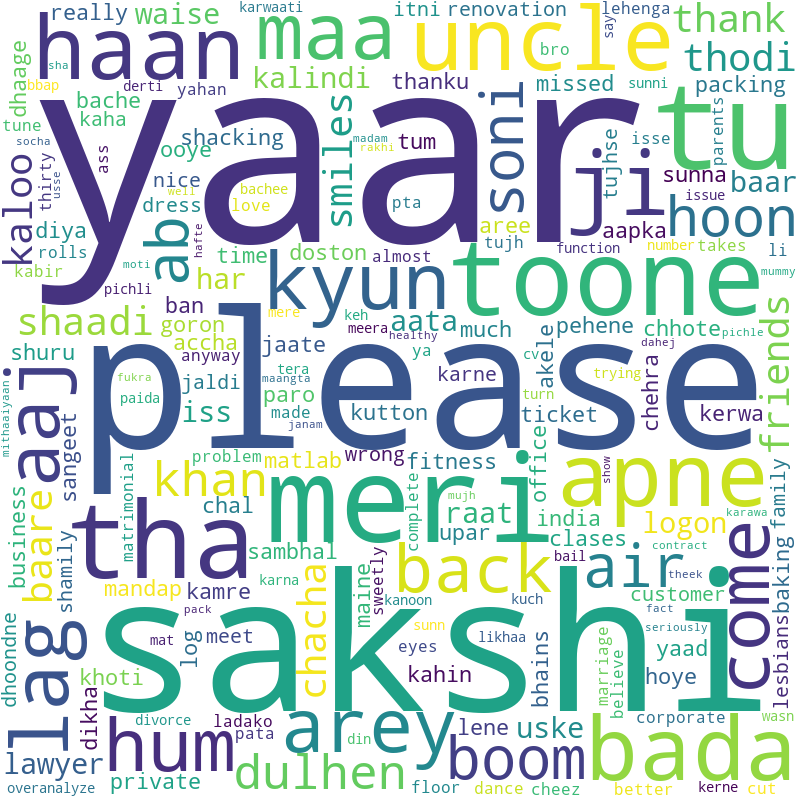 karwaati
really waise
haan
maa
uncle
itni renovation
lehenga
say
thank
bro
thodi
dhaage
sha
bbap
derti
yahan
bache
kalindi
thanku
missed
sunni
packing
parents
tune
kaha
socha
ass
shacking
ooye
smiles
madam
rakhi
tum
soni
yaar
tu
ji
tujhse
isse
sunna
issue
baar
kaloo
thirty
usse
nice
well
bachee
pta
dress
love
aree
aapka
hoon
diya
ab
hafte
tujh
function
number
takes
li
rolls
kabir
moti
har
time
doston
almost
mummy
pichli
kyun
toone
shaadi
ban
goron
accha
mere
keh
meera
healthy
aata
much
pehene
chhote
pichle
friends
shuru
anyway
jaate
ya
cv
akele
dahej
aaj
please
fukra
jaldi
tera
maangta
karne
trying
chehra
mithaaiyaan
paida
iss
paro
made
janam
kutton
turn
ticket
kerwa
sangeet
problem
matlab
wrong
fitness
office
show
khan
meri
apne
business
baare
matrimonial
tha
chal
complete
mujh
raat
upar
india
logon
karawa
family
sambhal
clases
contract
shamily
back
air
bail
theek
come
baking
mandap
kamre
karna
maine
sweetly
kanoon
kuch
customer
fact
seriously
lesbians
pack
sakshi
dhoondne
lag
mat
log
meet
chacha
sunn
likhaa
eyes
bhains
marriage
believe
yaad
khoti
kahin
hoye
dikha
divorce
ladako
arey
lene
uske
corporate
wasn
hum
pata
din
boom
bada
lawyer
dulhen
overanalyze
private
floor
dance
cheez
better
kerne
cut